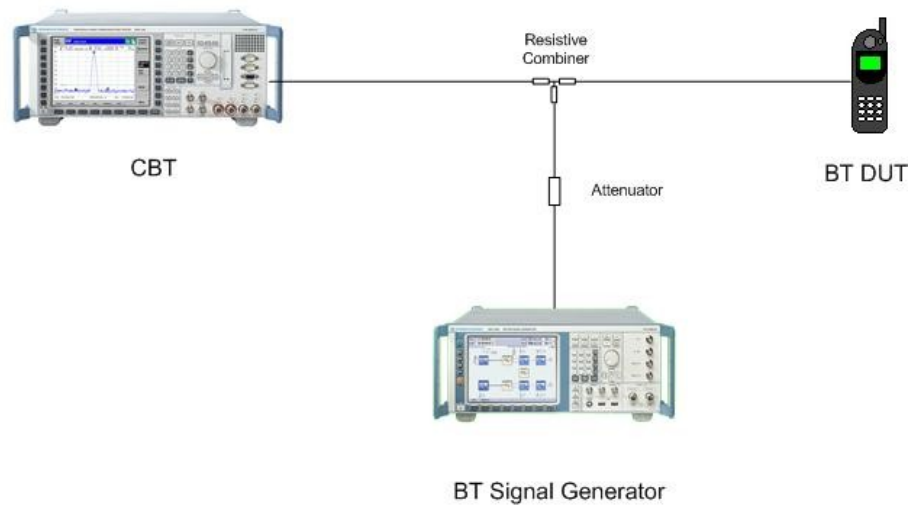 Resistive
Combiner
CBT
BT DUT
Attenuator
BT Signal Generator